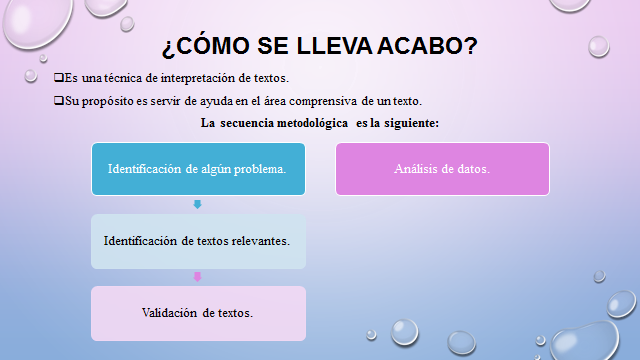 ¿CÓMO SE LLEVA ACABO?
❑Es una técnica de interpretación de textos.
❑Su propósito es servir de ayuda en el área comprensiva de un texto.
La secuencia metodológica es la siguiente:
Identificación de algún problema.
Identificación de textos relevantes.
Validación de textos.
Análisis de datos.